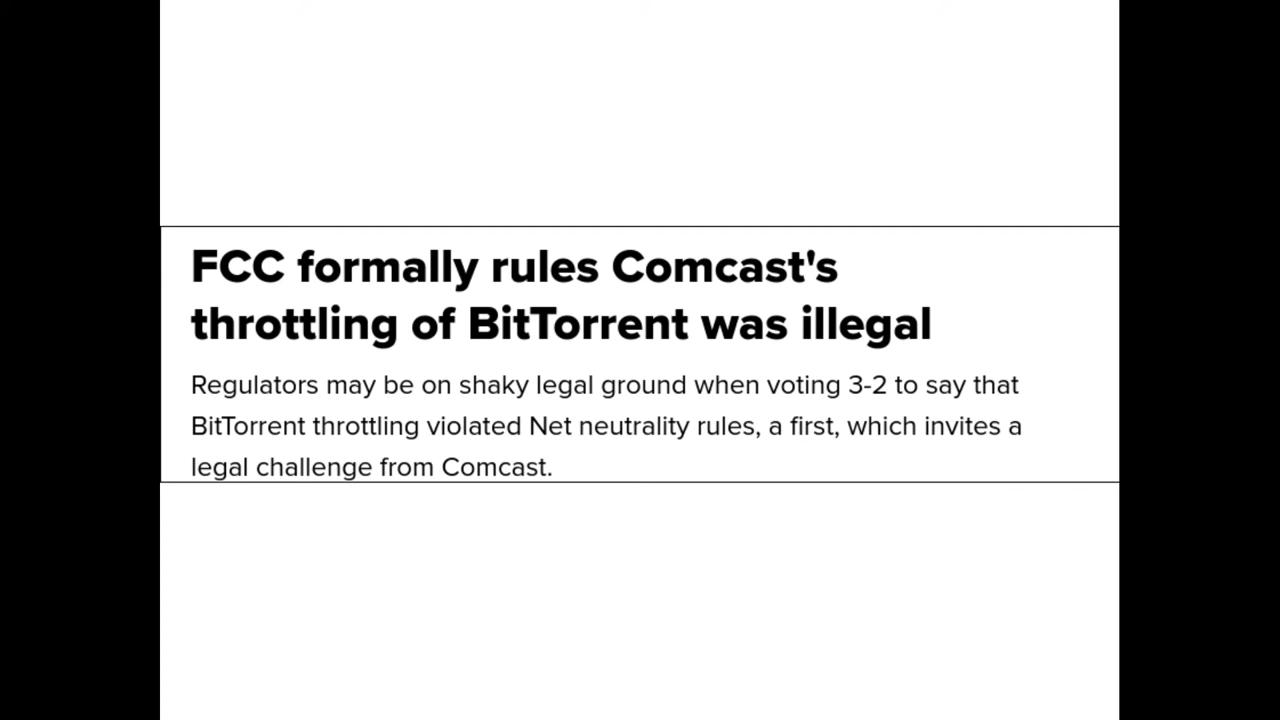 FCC formally rules Comcast's
throttling of BitTorrent was illegal
Regulators may be on shaky legal ground when voting 3-2 to say that
BitTorrent throttling violated Net neutrality rules, a first, which invites a
legal challenge from Comcast.